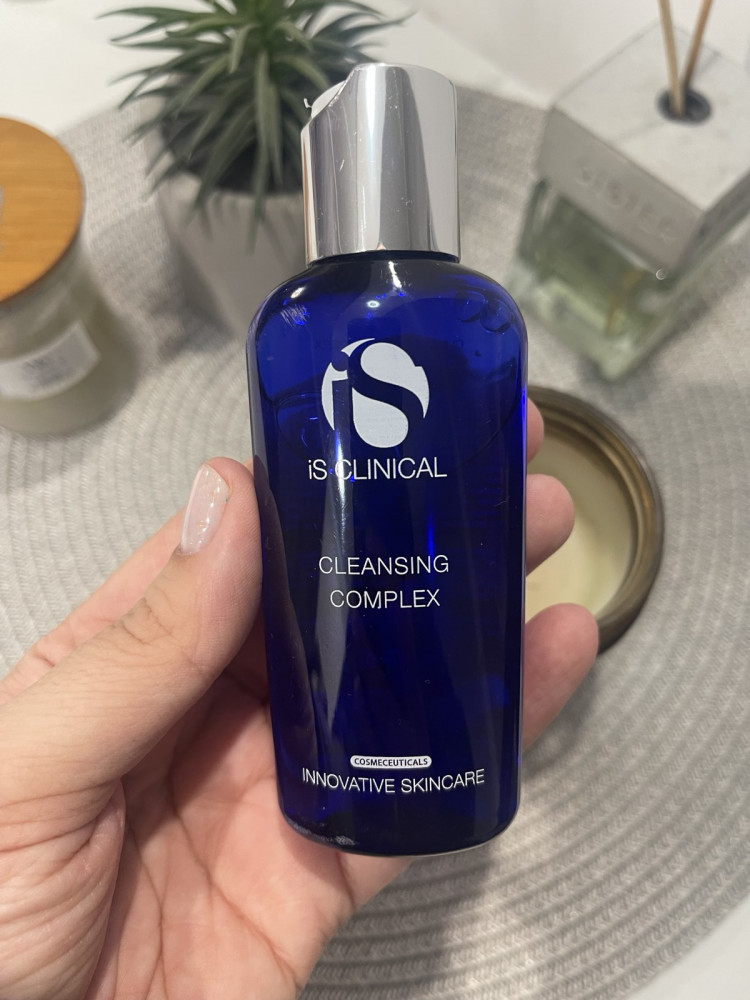 iS
iS CLINICAL
CLEANSING
COMPLEX
COSMECEUTICALS
INNOVATIVE SKINCARE